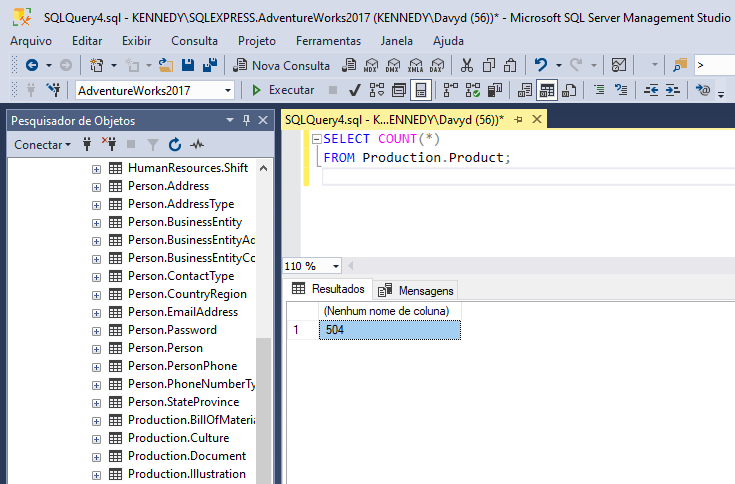 SQLQuery4.sql - KENNEDY\SQLEXPRESS.AdventureWorks2017 (KENNEDY\Davyd (56))* - Microsoft SQL Server Management Studio
Arquivo Editar Exibir Consulta Projeto Ferramentas Janela Ajuda
Nova Consulta MDX DMX XMLA DAX >
AdventureWorks2017 Executar
Pesquisador de Objetos
Conectar
HumanResources.Shift
Person.Address
Person.AddressType
Person.BusinessEntity
Person.BusinessEntityAd
Person.BusinessEntityCo
Person.ContactType
Person.CountryRegion
Person.EmailAddress
Person.Password
Person.Person
Person.PersonPhone
Person.PhoneNumberTy
Person.StateProvince
Production.BillOfMateria
Production.Culture
Production.Document
Production.Illustration
SQLQuery4.sql - K...ENNEDY\Davyd (56))*
SELECT COUNT(*)
FROM Production.Product;
110 %
Resultados Mensagens
(Nenhum nome de coluna)
1 504